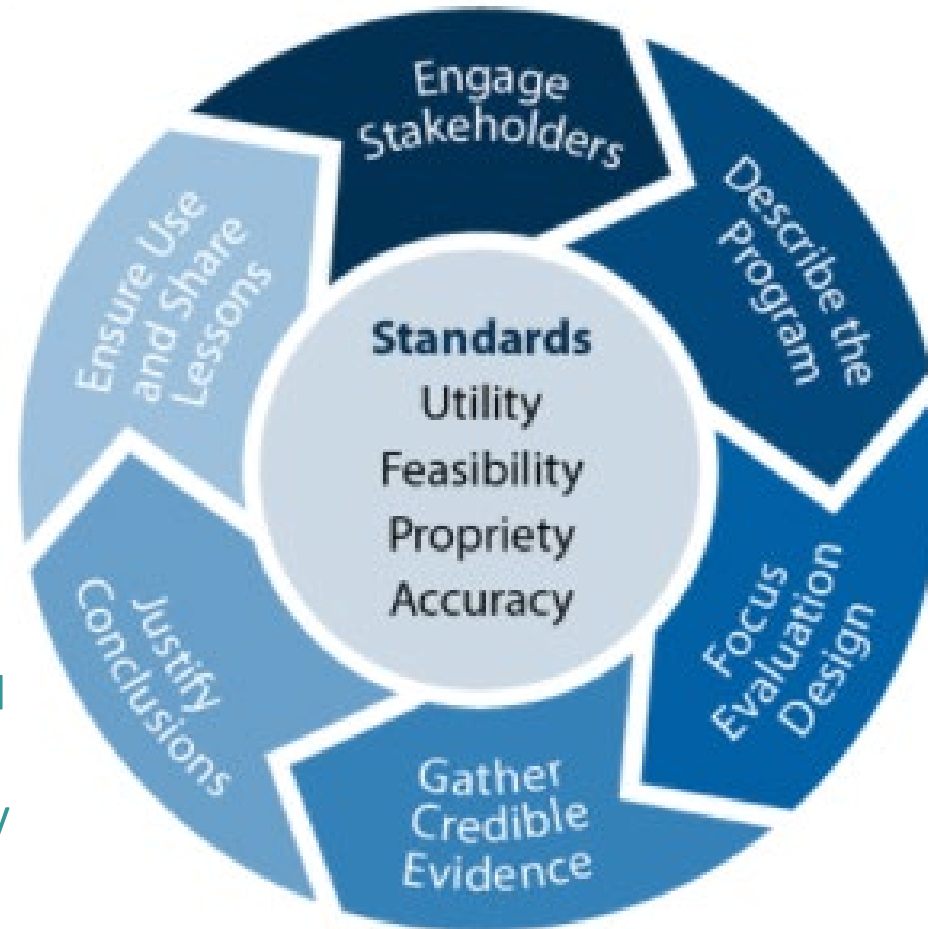 Engage
Stakeholders
Describe the
Program
Focus
Evaluation
Design
Gather
Credible
Evidence
Justify
Conclusions
Ensure Use
and Share
Lessons
Standards
Utility
Feasibility
Propriety
Accuracy